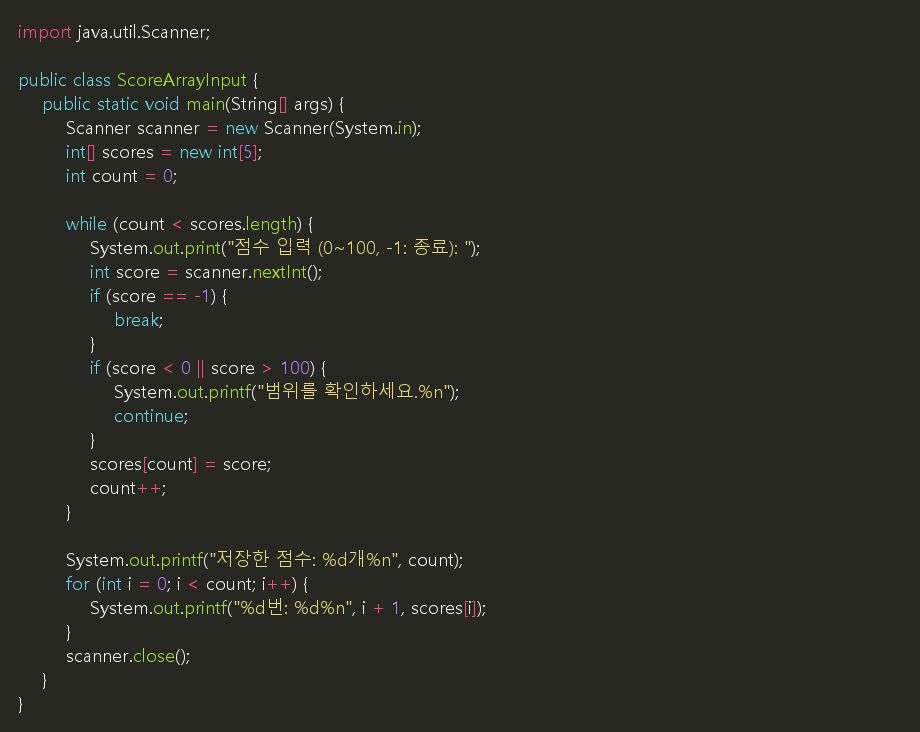 import java.util.Scanner;

public class ScoreArrayInput {
    public static void main(String[] args) {
        Scanner scanner = new Scanner(System.in);
        int[] scores = new int[5];
        int count = 0;

        while (count < scores.length) {
            System.out.print("점수 입력 (0~100, -1: 종료): ");
            int score = scanner.nextInt();
            if (score == -1) {
                break;
            }
            if (score < 0 || score > 100) {
                System.out.printf("범위를 확인하세요.%n");
                continue;
            }
            scores[count] = score;
            count++;
        }

        System.out.printf("저장한 점수: %d개%n", count);
        for (int i = 0; i < count; i++) {
            System.out.printf("%d번: %d%n", i + 1, scores[i]);
        }
        scanner.close();
    }
}